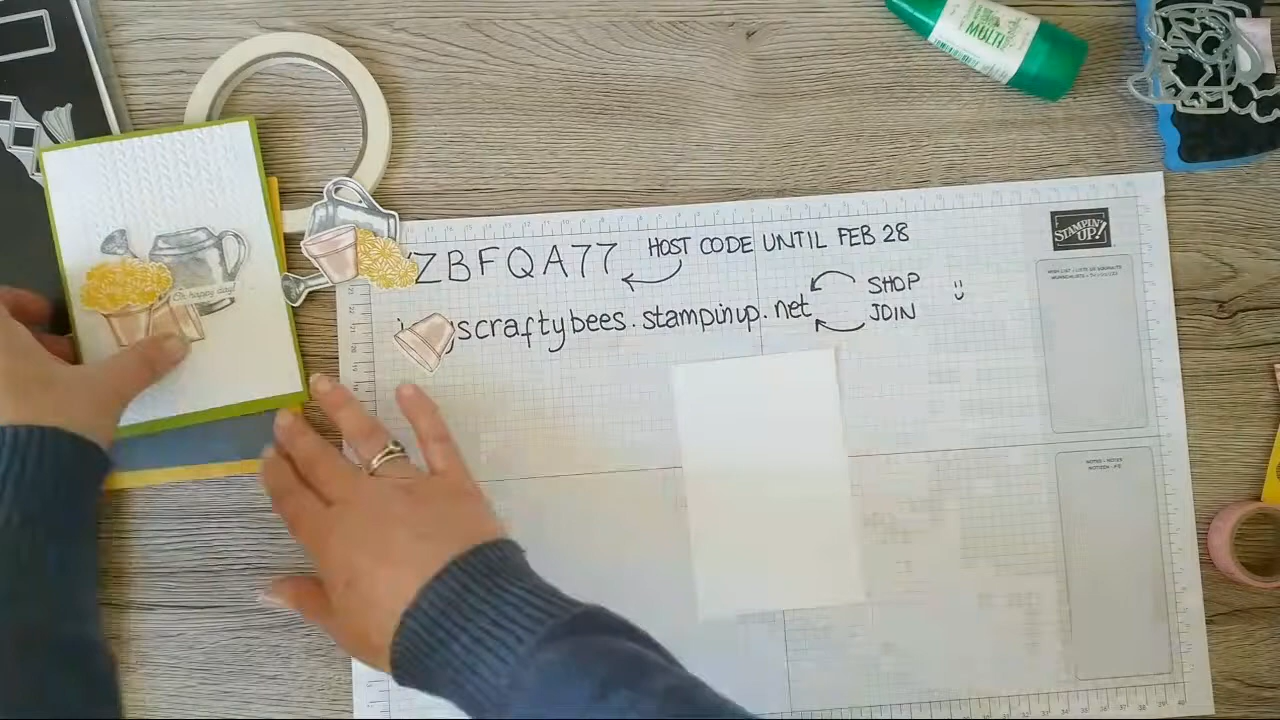 MULTI
STAMPIN' UP!
ZBFQA77
HOST CODE UNTIL FEB 28
SHOP
scraftybees.stampinup.net
JOIN
Oh happy day!